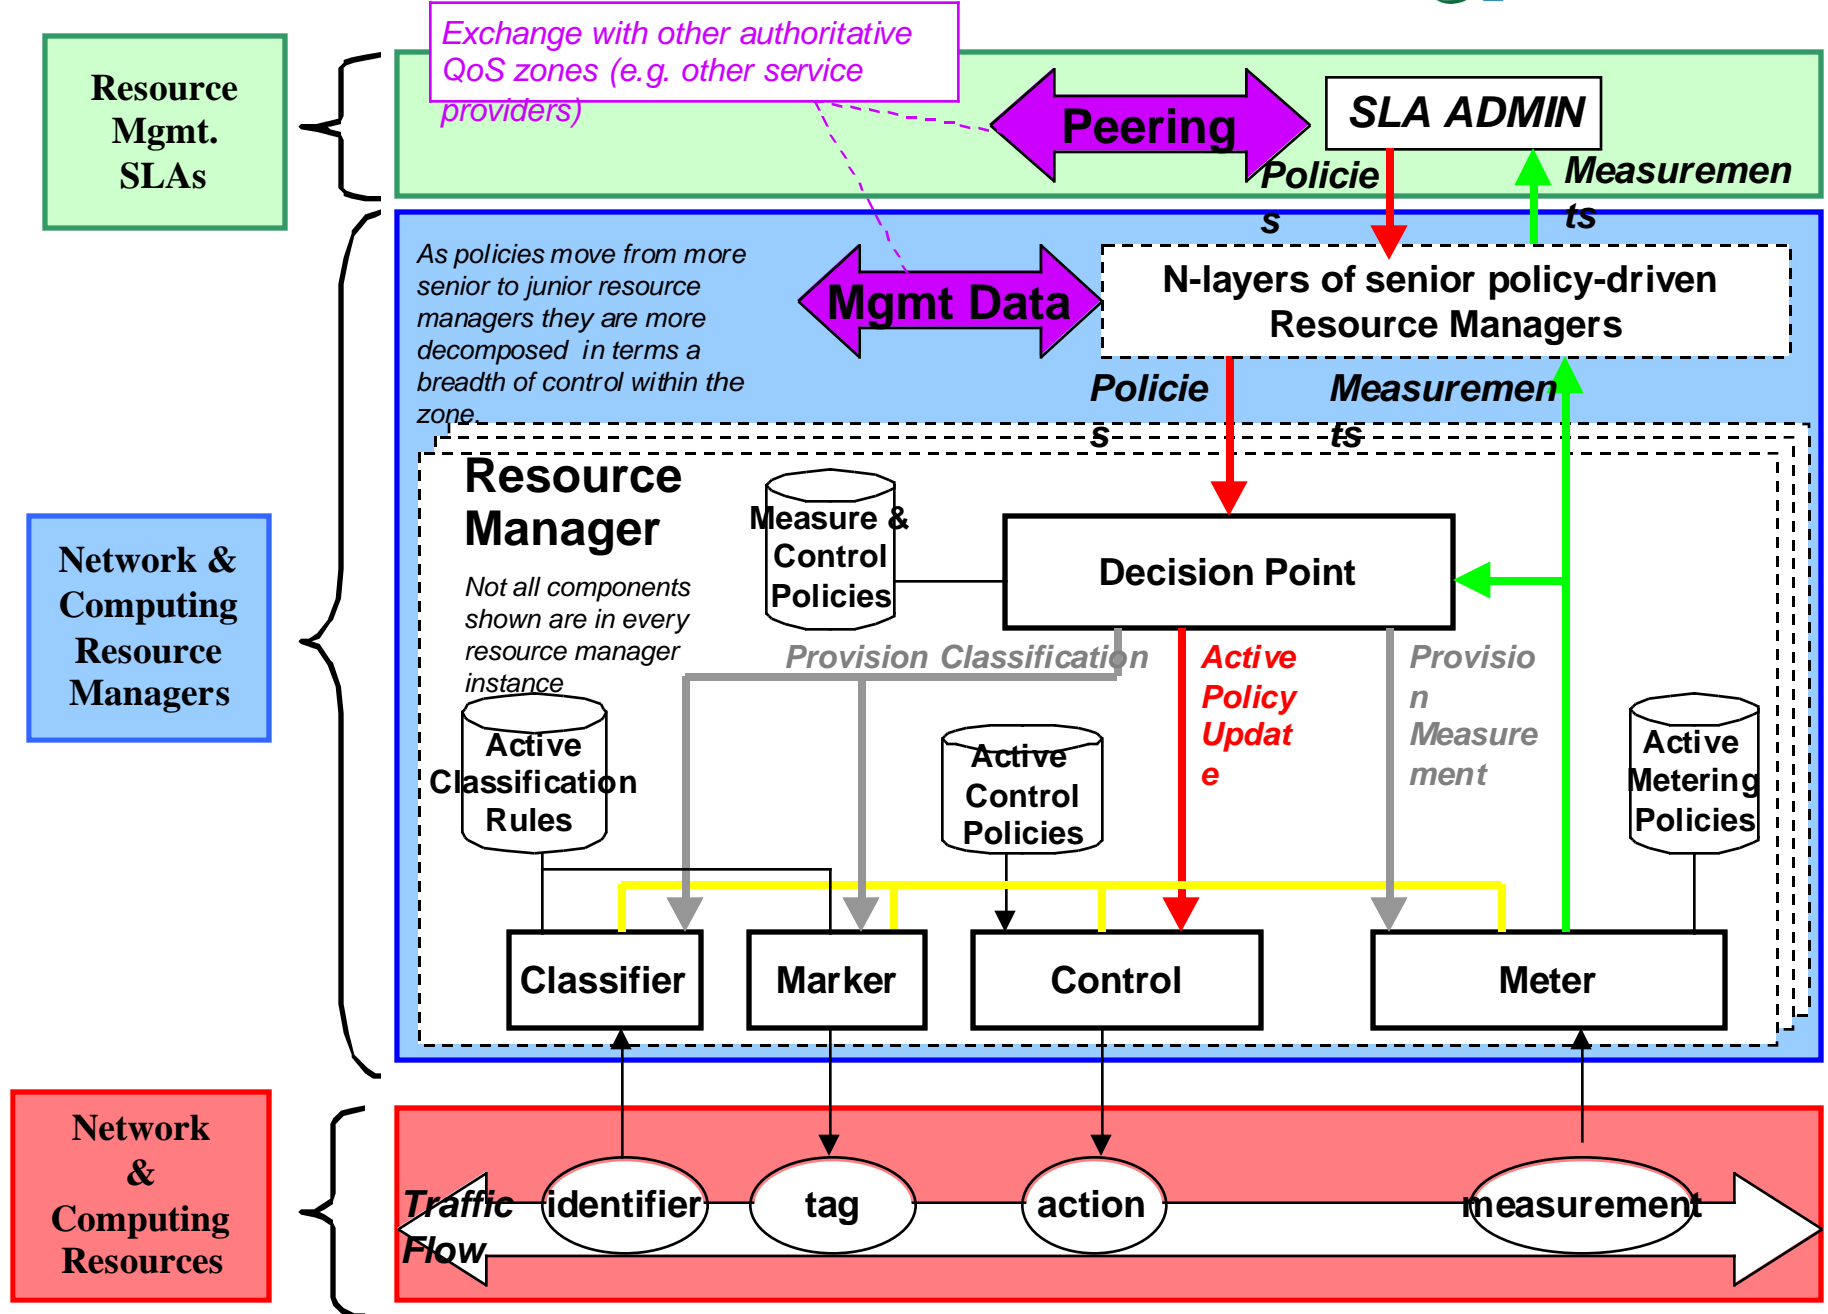 Exchange with other authoritative
QoS zones (e.g. other service
providers)
Resource
Mgmt.
SLAs
Peering
SLA ADMIN
Policie
s
Measuremen
ts
As policies move from more
senior to junior resource
managers they are more
decomposed in terms a
breadth of control within the
zone.
Mgmt Data
N-layers of senior policy-driven
Resource Managers
Policie
s
Measuremen
ts
Network &
Computing
Resource
Managers
Resource
Manager
Not all components
shown are in every
resource manager
instance
Measure &
Control
Policies
Decision Point
Provision Classification
Active
Policy
Updat
e
Provisio
n
Measure
ment
Active
Classification
Rules
Active
Control
Policies
Active
Metering
Policies
Classifier
Marker
Control
Meter
Network
&
Computing
Resources
Traffic
Flow
identifier
tag
action
measurement